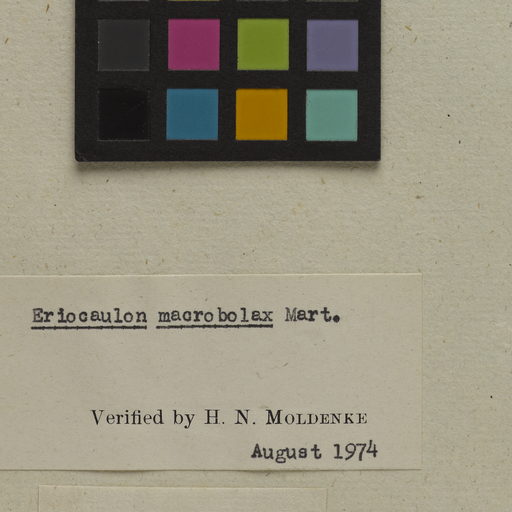 Eriocaulon macrobolax Mart.
Verified by H. N. Moldenke
August 1974